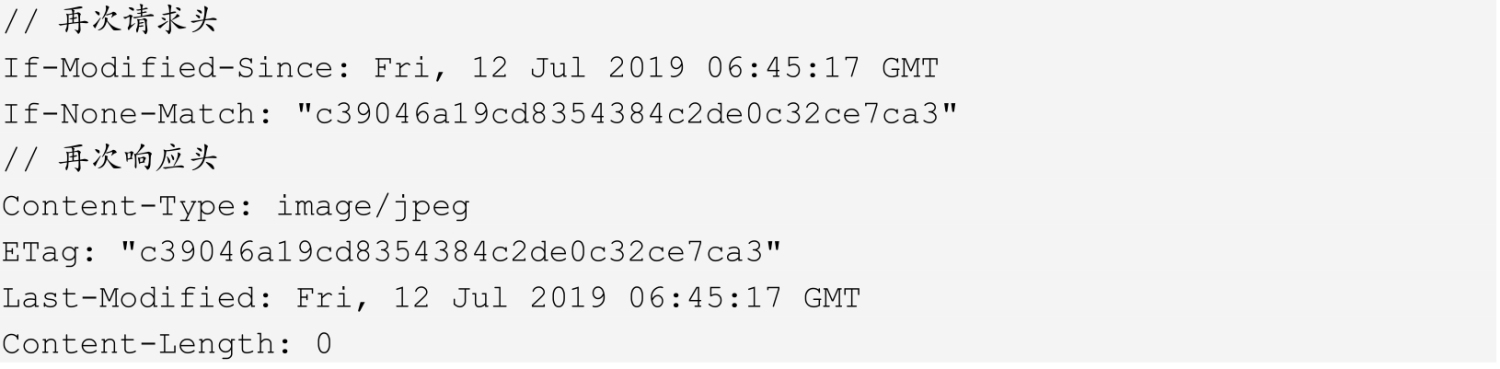 // 再次请求头
If-Modified-Since: Fri, 12 Jul 2019 06:45:17 GMT
If-None-Match: "c39046a19cd8354384c2de0c32ce7ca3"
// 再次响应头
Content-Type: image/jpeg
ETag: "c39046a19cd8354384c2de0c32ce7ca3"
Last-Modified: Fri, 12 Jul 2019 06:45:17 GMT
Content-Length: 0